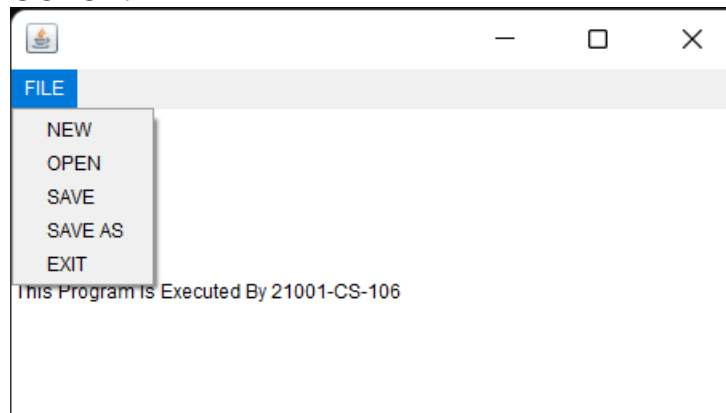 FILE
NEW
OPEN
SAVE
SAVE AS
EXIT
This Program Is Executed By 21001-CS-106